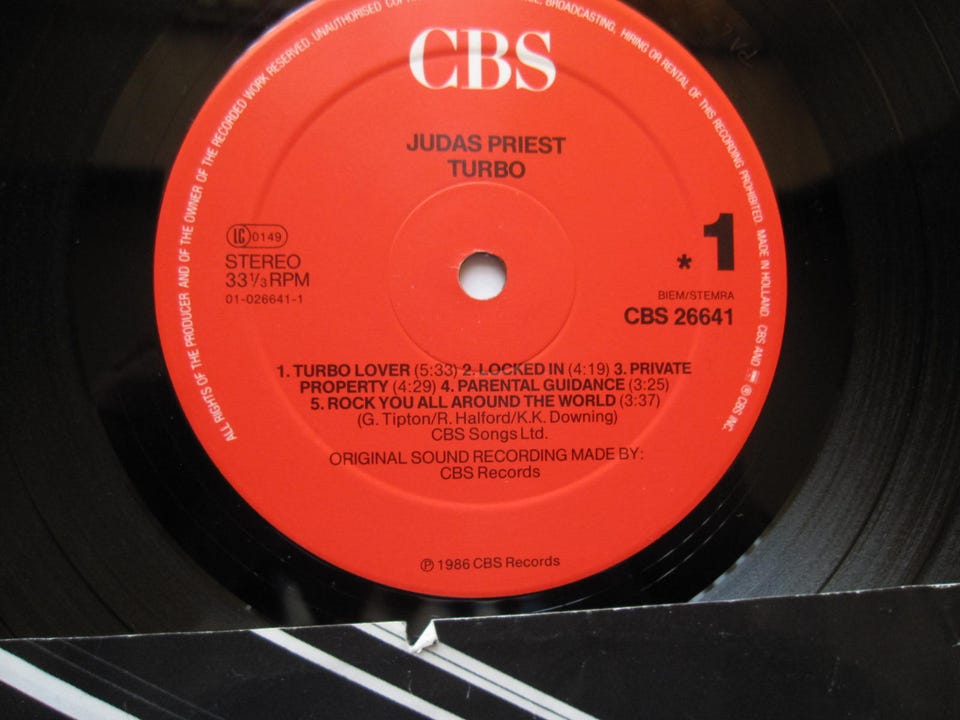 ALL RIGHTS OF THE PRODUCER AND OF THE OWNER OF THE RECORDED WORK RESERVED. UNAUTHORISED BROADCASTING, HIRING OR RENTAL OF THIS RECORDING PROHIBITED. MADE IN HOLLAND. CBS AND ® CBS INC.
CBS
JUDAS PRIEST
TURBO
LC 0149
STEREO
33 1/3 RPM
01-026641-1
* 1
BIEM/STEMRA
CBS 26641
1. TURBO LOVER (5:33) 2. LOCKED IN (4:19) 3. PRIVATE
PROPERTY (4:29) 4. PARENTAL GUIDANCE (3:25)
5. ROCK YOU ALL AROUND THE WORLD (3:37)
(G. Tipton/R. Halford/K.K. Downing)
CBS Songs Ltd.
ORIGINAL SOUND RECORDING MADE BY:
CBS Records
℗ 1986 CBS Records